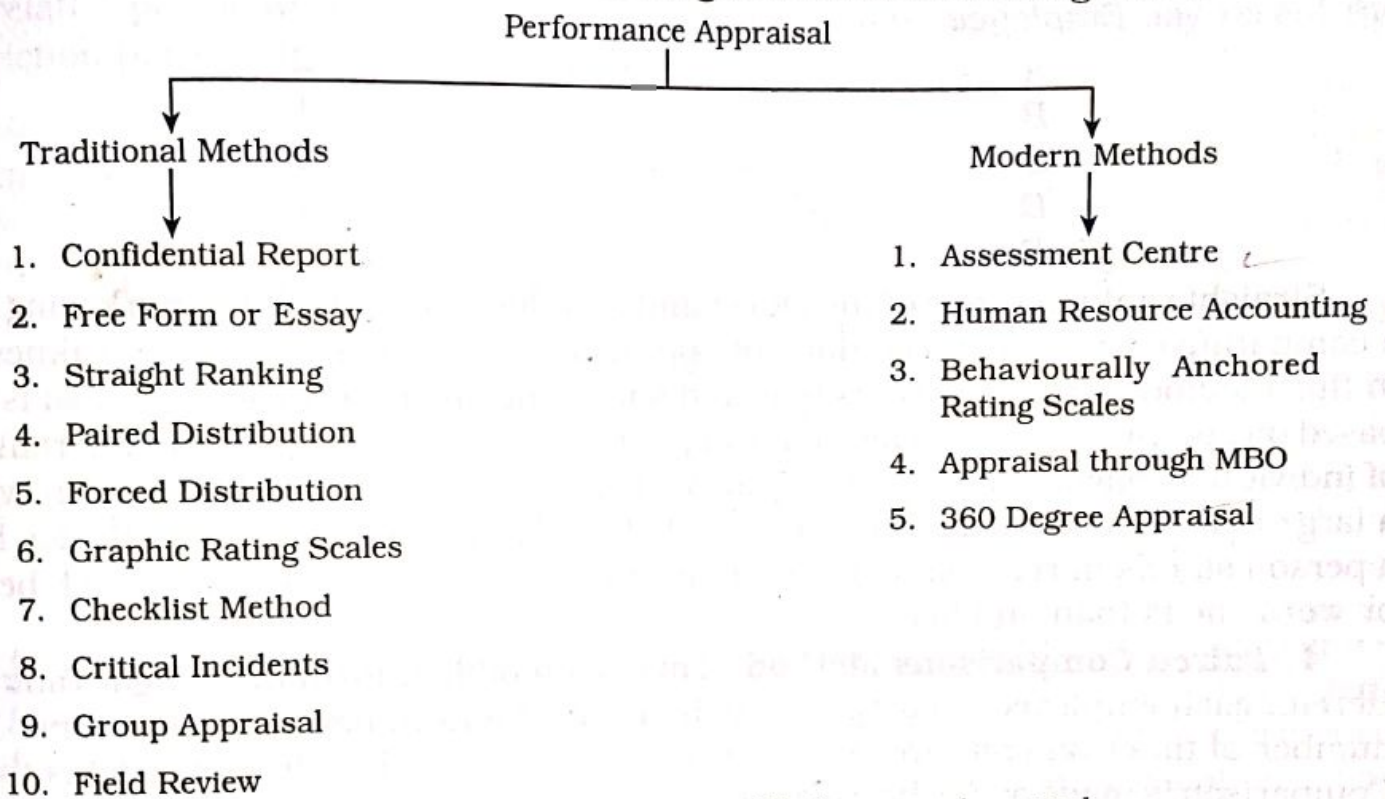 Performance Appraisal
Traditional Methods
1. Confidential Report
2. Free Form or Essay
3. Straight Ranking
4. Paired Distribution
5. Forced Distribution
6. Graphic Rating Scales
7. Checklist Method
8. Critical Incidents
9. Group Appraisal
10. Field Review
Modern Methods
1. Assessment Centre
2. Human Resource Accounting
3. Behaviourally Anchored
Rating Scales
4. Appraisal through MBO
5. 360 Degree Appraisal